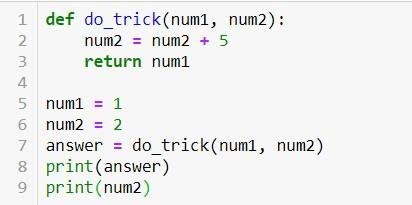 1 def do_trick(num1, num2):
2     num2 = num2 + 5
3     return num1
4
5 num1 = 1
6 num2 = 2
7 answer = do_trick(num1, num2)
8 print(answer)
9 print(num2)